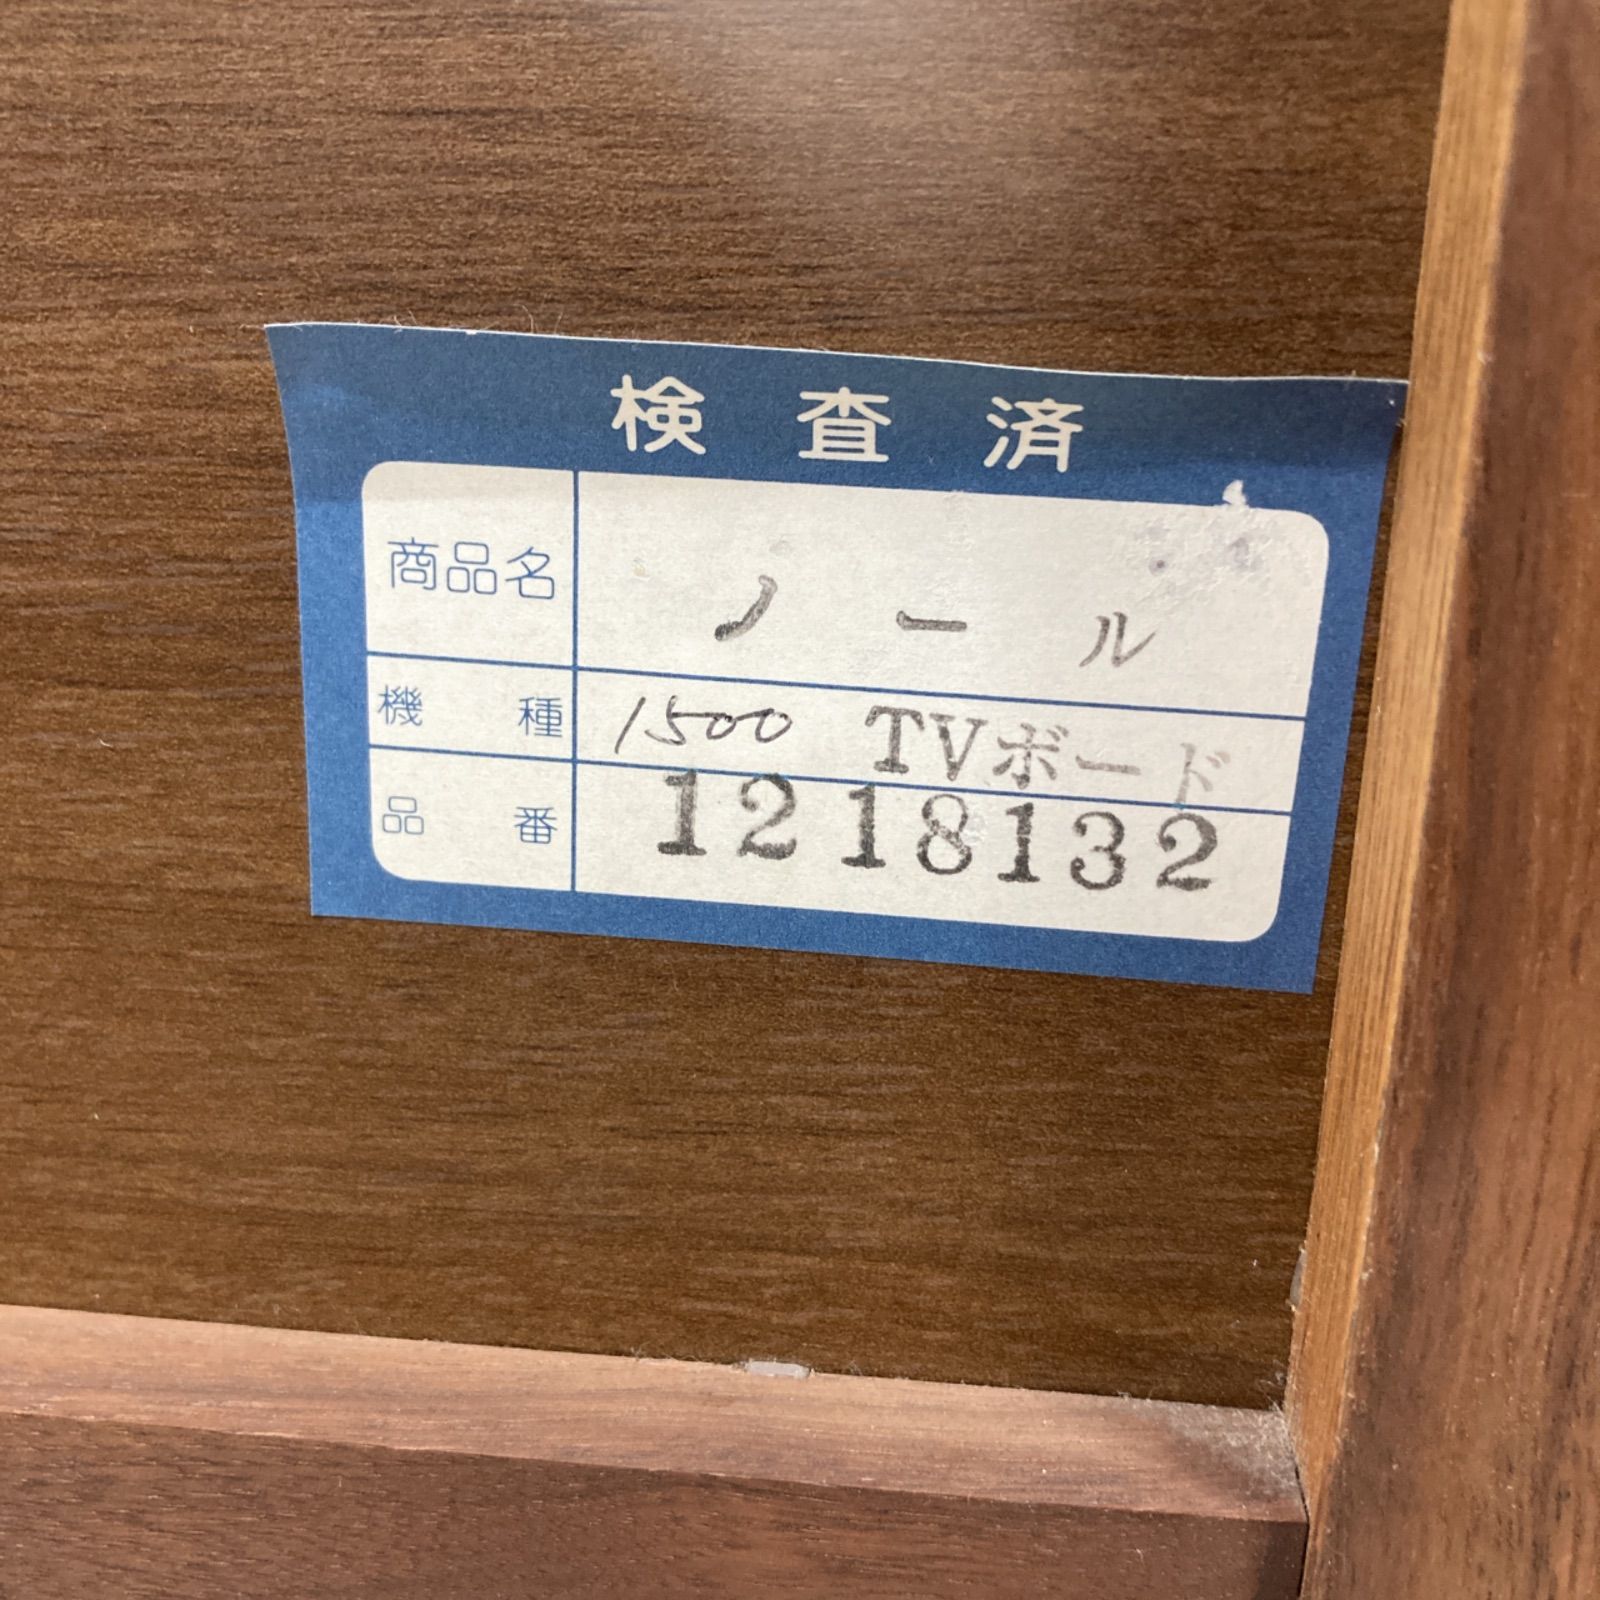 検査済
商品名 ノール
機種 1500 TVボード
品番 1218132